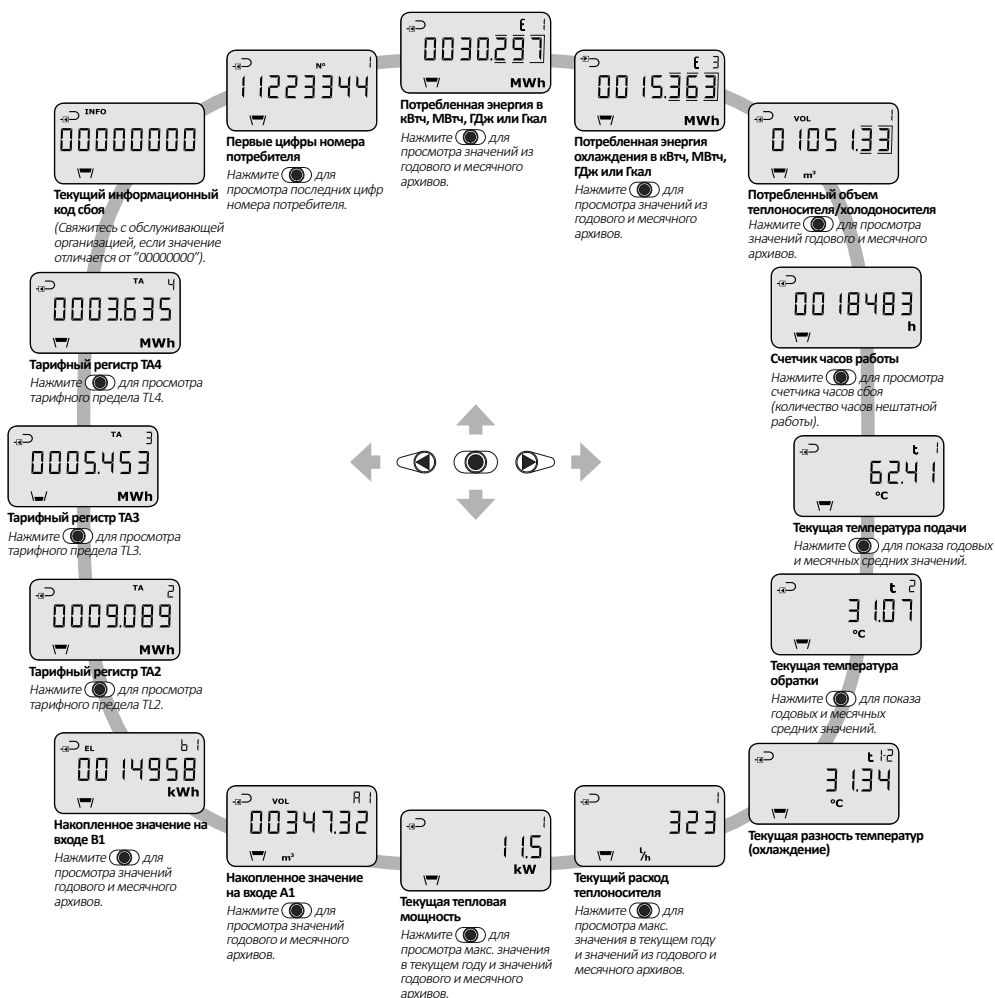 E 1
0030.297
MWh
Потребленная энергия в
кВтч, МВтч, ГДж или Гкал
Нажмите для
просмотра значений из
годового и месячного
архивов.
E 3
0015.363
MWh
Потребленная энергия
охлаждения в кВтч, МВтч,
ГДж или Гкал
Нажмите для
просмотра значений из
годового и месячного
архивов.
VOL 1
01051.33
m³
Потребленный объем
теплоносителя/холодоносителя
Нажмите для просмотра
значений годового и месячного
архивов.
0018483
h
Счетчик часов работы
Нажмите для просмотра
счетчика часов сбоя
(количество часов нештатной
работы).
t 1
62.41
°C
Текущая температура подачи
Нажмите для показа годовых
и месячных средних значений.
t 2
31.07
°C
Текущая температура
обратки
Нажмите для показа
годовых и месячных
средних значений.
t 1-2
31.34
°C
Текущая разность температур
(охлаждение)
1
323
l/h
Текущий расход
теплоносителя
Нажмите для
просмотра макс.
значения в текущем году
и значений из годового и
месячного архивов.
1
11.5
kW
Текущая тепловая
мощность
Нажмите для
просмотра макс. значения
в текущем году и значений
годового и месячного
архивов.
VOL A1
00347.32
m³
Накопленное значение
на входе A1
Нажмите для
просмотра значений
годового и месячного
архивов.
EL b1
0014958
kWh
Накопленное значение на
входе B1
Нажмите для
просмотра значений
годового и месячного
архивов.
TA 2
0009.089
MWh
Тарифный регистр TA2
Нажмите для просмотра
тарифного предела TL2.
TA 3
0005.453
MWh
Тарифный регистр TA3
Нажмите для просмотра
тарифного предела TL3.
TA 4
0003.635
MWh
Тарифный регистр TA4
Нажмите для просмотра
тарифного предела TL4.
INFO
00000000
Текущий информационный
код сбоя
(Свяжитесь с обслуживающей
организацией, если значение
отличается от "00000000").
N° 1
11223344
Первые цифры номера
потребителя
Нажмите для
просмотра последних цифр
номера потребителя.